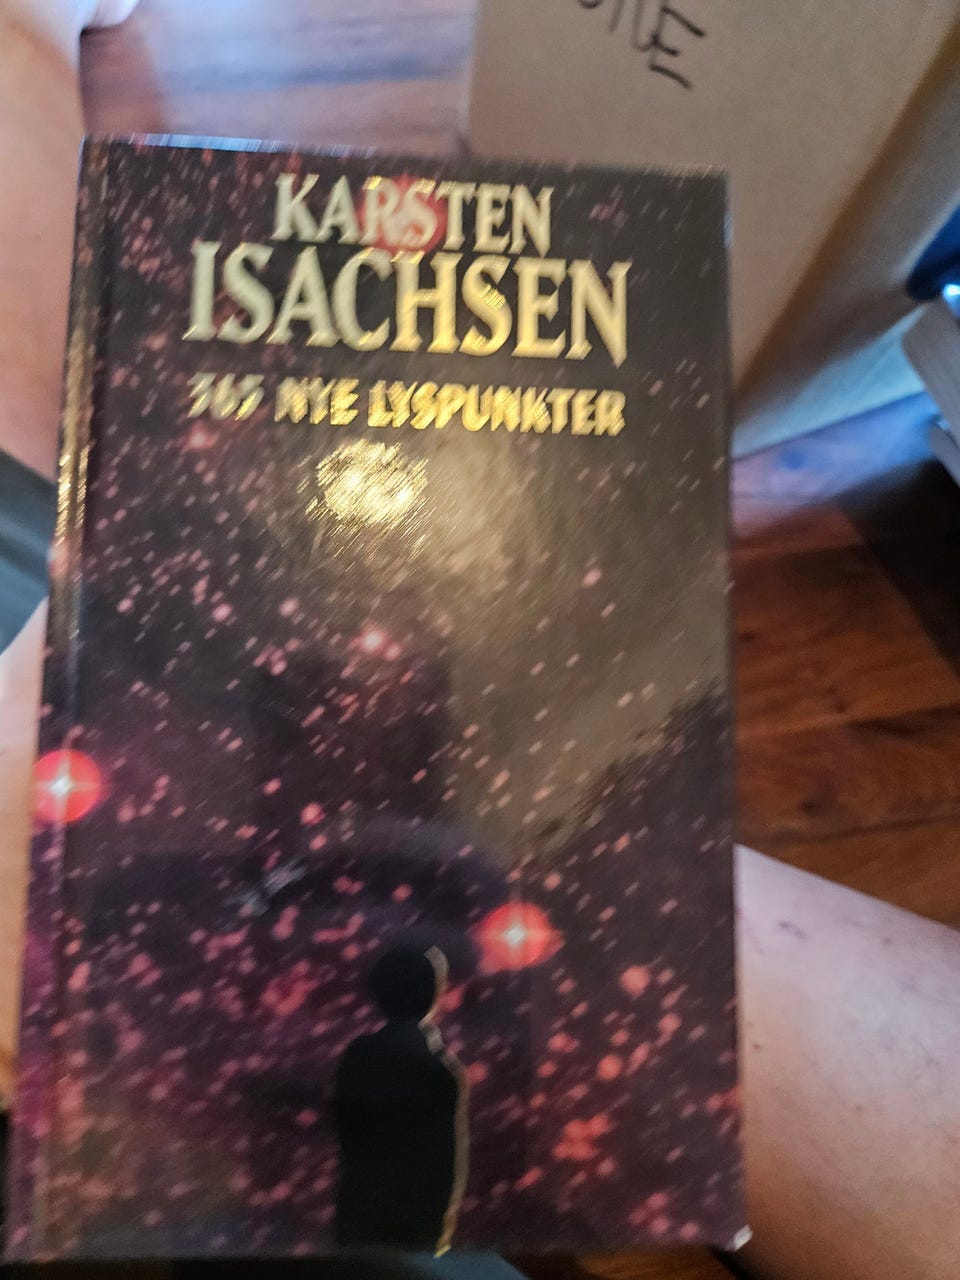 KARSTEN
ISACHSEN
365 NYE LYSPUNKTER